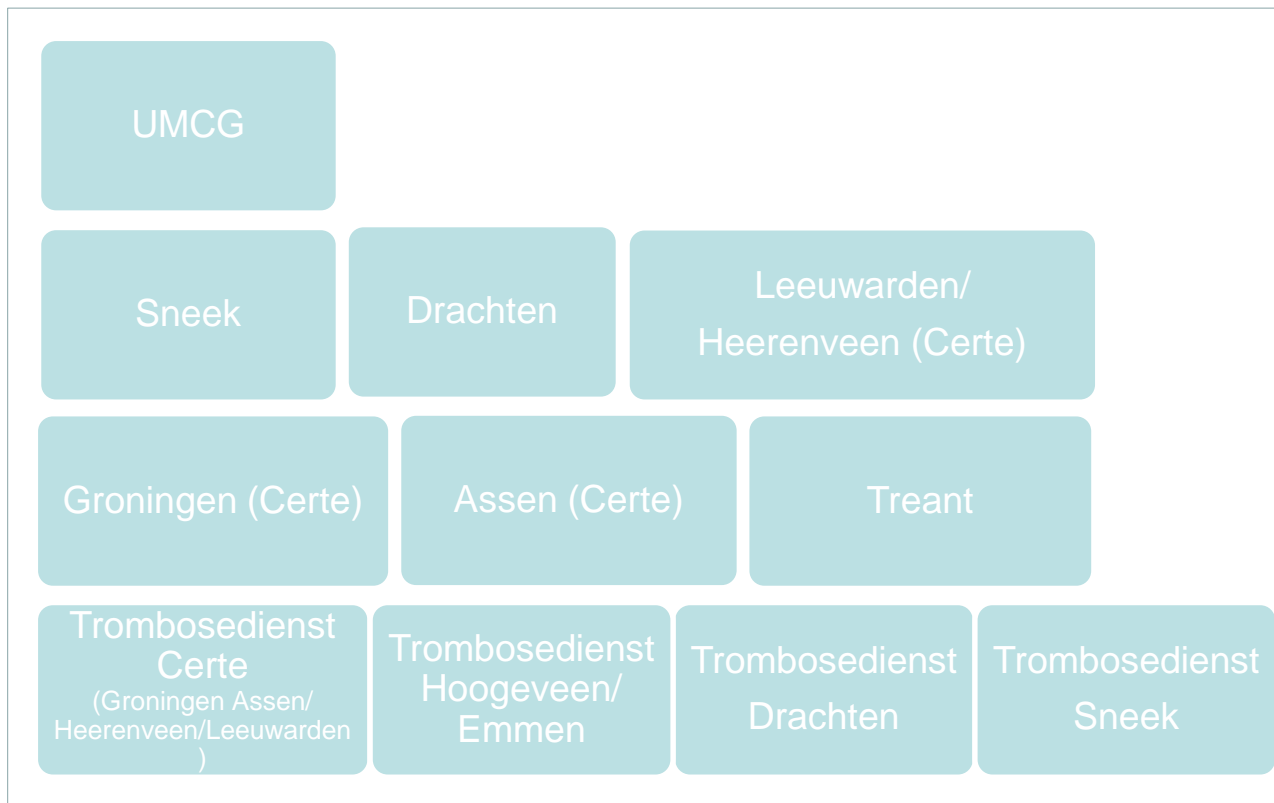 UMCG
Sneek
Drachten
Leeuwarden/
Heerenveen (Certe)
Groningen (Certe)
Assen (Certe)
Treant
Trombosedienst
Certe
(Groningen Assen/
Heerenveen/Leeuwarden
)
Trombosedienst
Hoogeveen/
Emmen
Trombosedienst
Drachten
Trombosedienst
Sneek